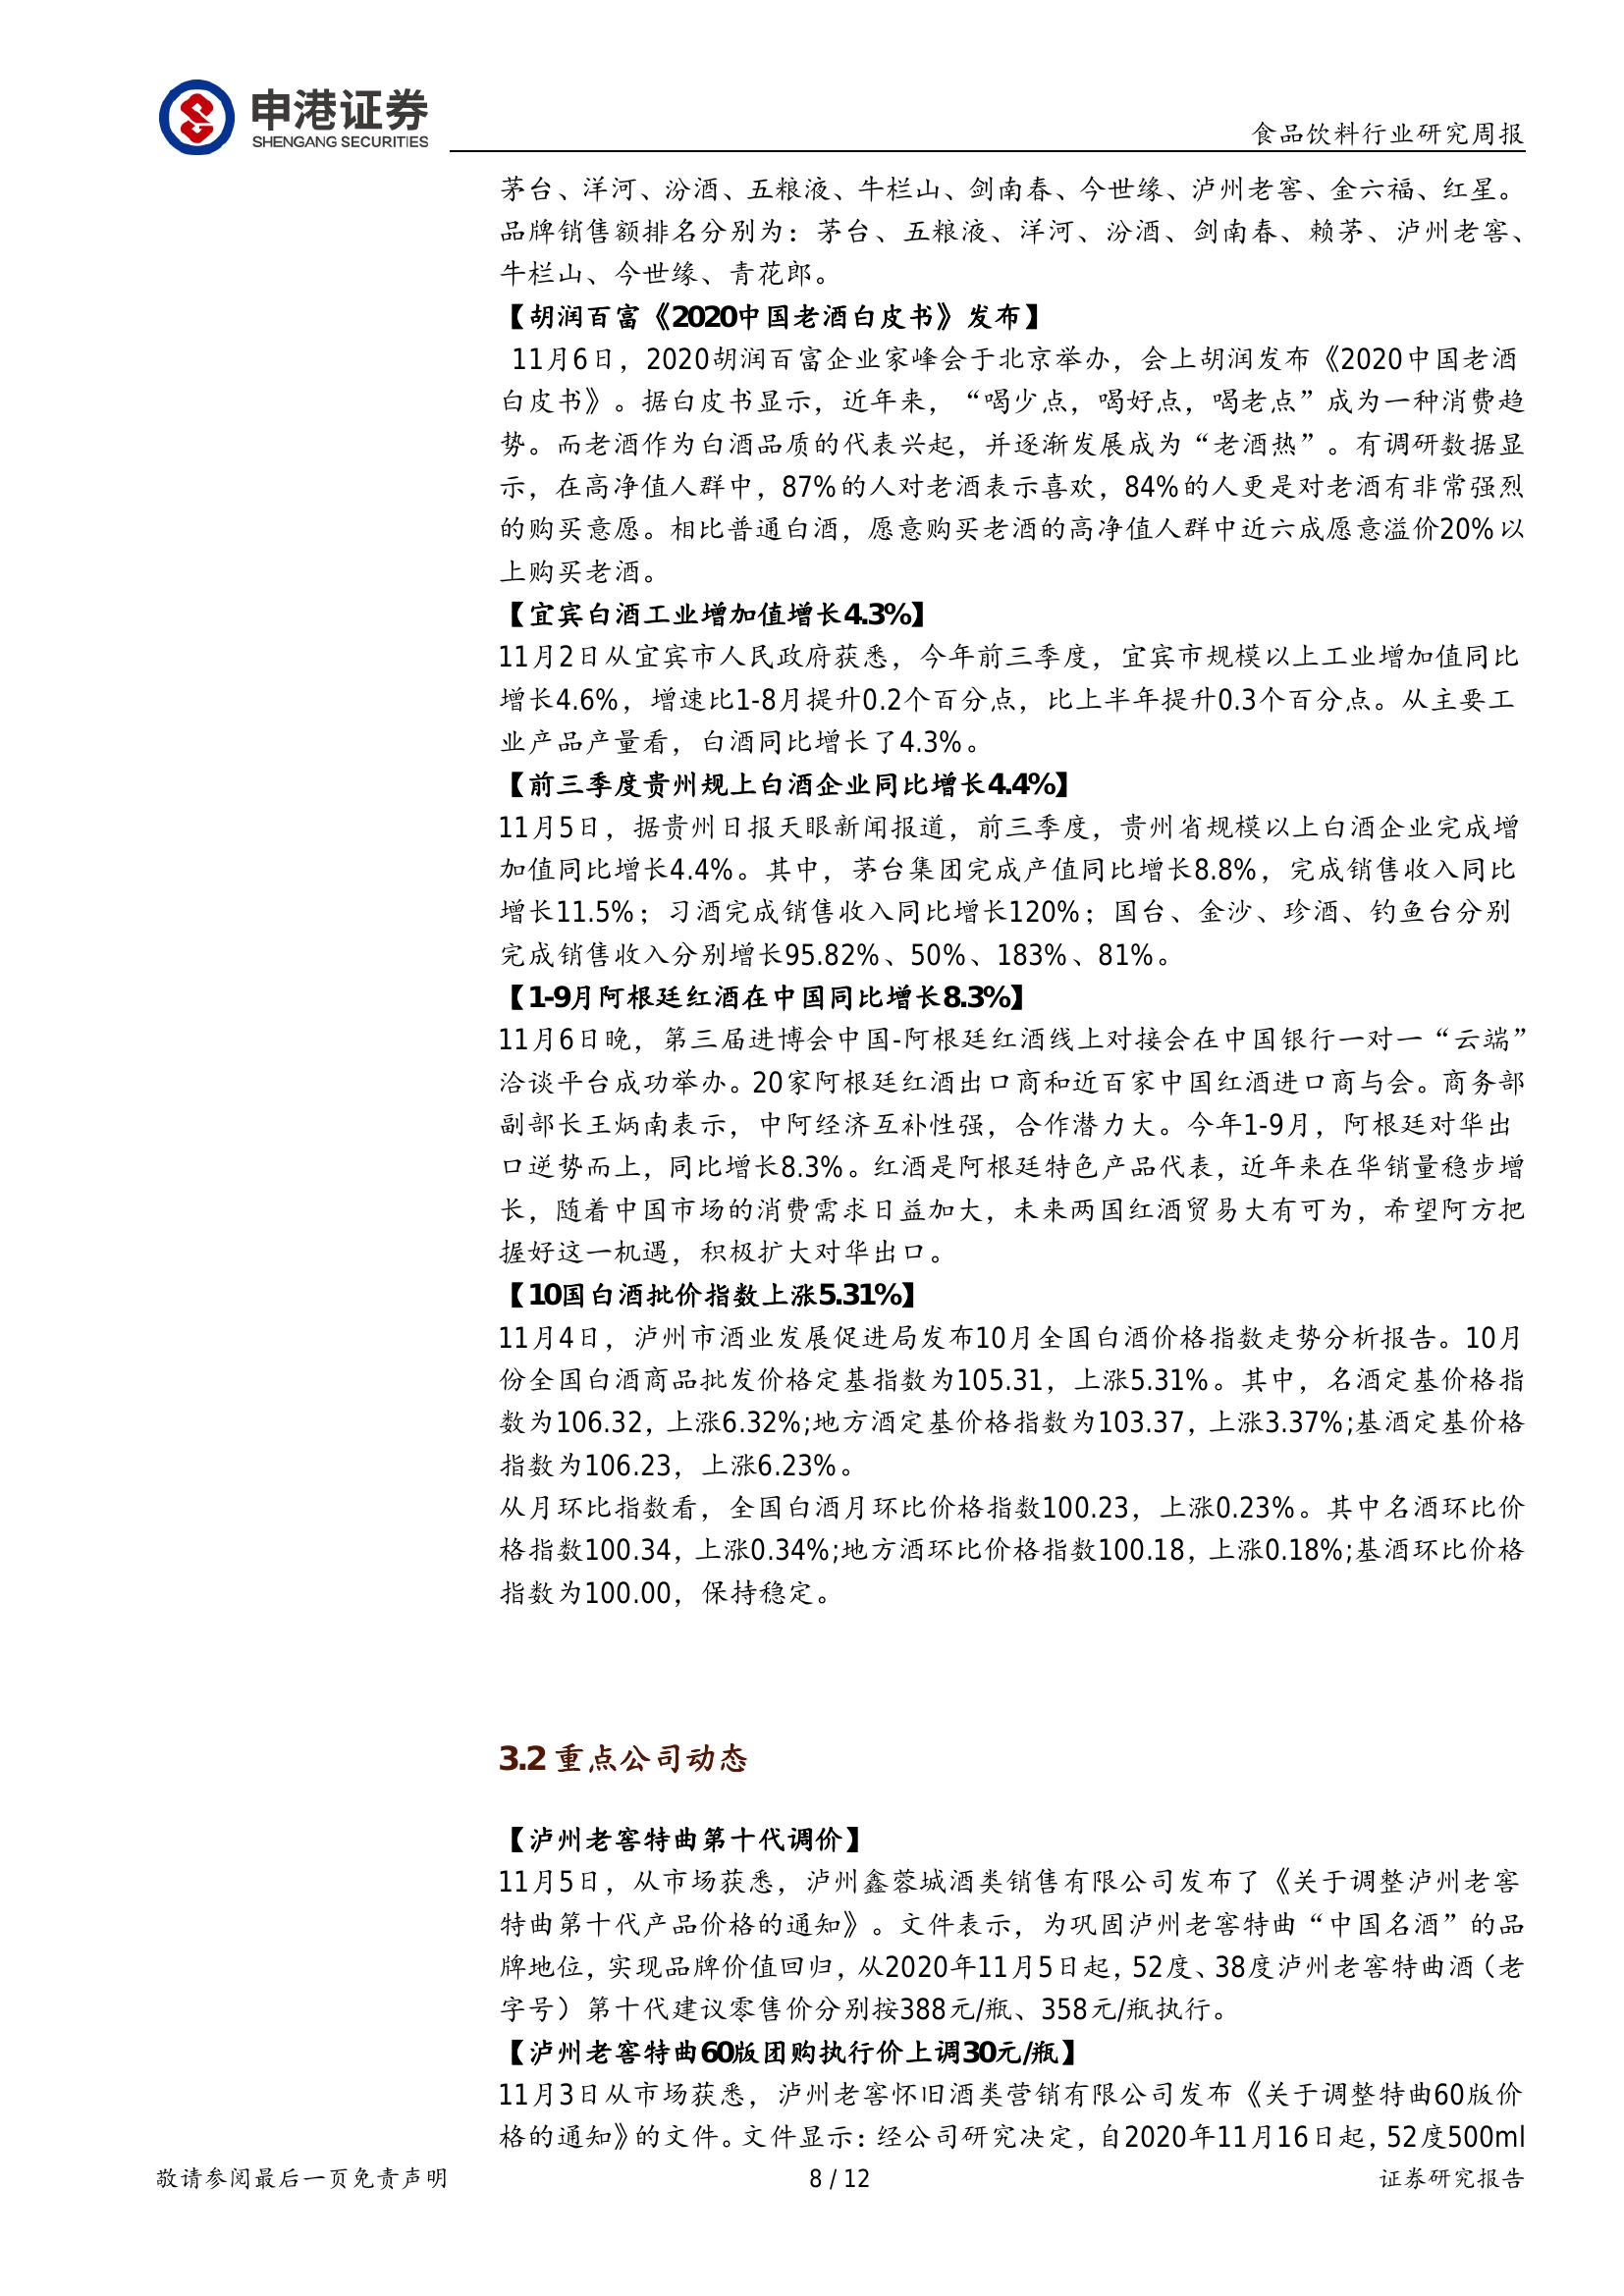 申港证券
SHENGANG SECURITIES
食品饮料行业研究周报
茅台、洋河、汾酒、五粮液、牛栏山、剑南春、今世缘、泸州老窖、金六福、红星。
品牌销售额排名分别为：茅台、五粮液、洋河、汾酒、剑南春、赖茅、泸州老窖、
牛栏山、今世缘、青花郎。
【胡润百富《2020中国老酒白皮书》发布】
11月6日，2020胡润百富企业家峰会于北京举办，会上胡润发布《2020中国老酒
白皮书》。据白皮书显示，近年来，“喝少点，喝好点，喝老点”成为一种消费趋
势。而老酒作为白酒品质的代表兴起，并逐渐发展成为“老酒热”。有调研数据显
示，在高净值人群中，87%的人对老酒表示喜欢，84%的人更是对老酒有非常强烈
的购买意愿。相比普通白酒，愿意购买老酒的高净值人群中近六成愿意溢价20%以
上购买老酒。
【宜宾白酒工业增加值增长4.3%】
11月2日从宜宾市人民政府获悉，今年前三季度，宜宾市规模以上工业增加值同比
增长4.6%，增速比1-8月提升0.2个百分点，比上半年提升0.3个百分点。从主要工
业产品产量看，白酒同比增长了4.3%。
【前三季度贵州规上白酒企业同比增长4.4%】
11月5日，据贵州日报天眼新闻报道，前三季度，贵州省规模以上白酒企业完成增
加值同比增长4.4%。其中，茅台集团完成产值同比增长8.8%，完成销售收入同比
增长11.5%；习酒完成销售收入同比增长120%；国台、金沙、珍酒、钓鱼台分别
完成销售收入分别增长95.82%、50%、183%、81%。
【1-9月阿根廷红酒在中国同比增长8.3%】
11月6日晚，第三届进博会中国-阿根廷红酒线上对接会在中国银行一对一“云端”
洽谈平台成功举办。20家阿根廷红酒出口商和近百家中国红酒进口商与会。商务部
副部长王炳南表示，中阿经济互补性强，合作潜力大。今年1-9月，阿根廷对华出
口逆势而上，同比增长8.3%。红酒是阿根廷特色产品代表，近年来在华销量稳步增
长，随着中国市场的消费需求日益加大，未来两国红酒贸易大有可为，希望阿方把
握好这一机遇，积极扩大对华出口。
【10国白酒批价指数上涨5.31%】
11月4日，泸州市酒业发展促进局发布10月全国白酒价格指数走势分析报告。10月
份全国白酒商品批发价格定基指数为105.31，上涨5.31%。其中，名酒定基价格指
数为106.32，上涨6.32%;地方酒定基价格指数为103.37，上涨3.37%;基酒定基价格
指数为106.23，上涨6.23%。
从月环比指数看，全国白酒月环比价格指数100.23，上涨0.23%。其中名酒环比价
格指数100.34，上涨0.34%;地方酒环比价格指数100.18，上涨0.18%;基酒环比价格
指数为100.00，保持稳定。
3.2 重点公司动态
【泸州老窖特曲第十代调价】
11月5日，从市场获悉，泸州鑫蓉城酒类销售有限公司发布了《关于调整泸州老窖
特曲第十代产品价格的通知》。文件表示，为巩固泸州老窖特曲“中国名酒”的品
牌地位，实现品牌价值回归，从2020年11月5日起，52度、38度泸州老窖特曲酒（老
字号）第十代建议零售价分别按388元/瓶、358元/瓶执行。
【泸州老窖特曲60版团购执行价上调30元/瓶】
11月3日从市场获悉，泸州老窖怀旧酒类营销有限公司发布《关于调整特曲60版价
格的通知》的文件。文件显示：经公司研究决定，自2020年11月16日起，52度500ml
敬请参阅最后一页免责声明
8 / 12
证券研究报告